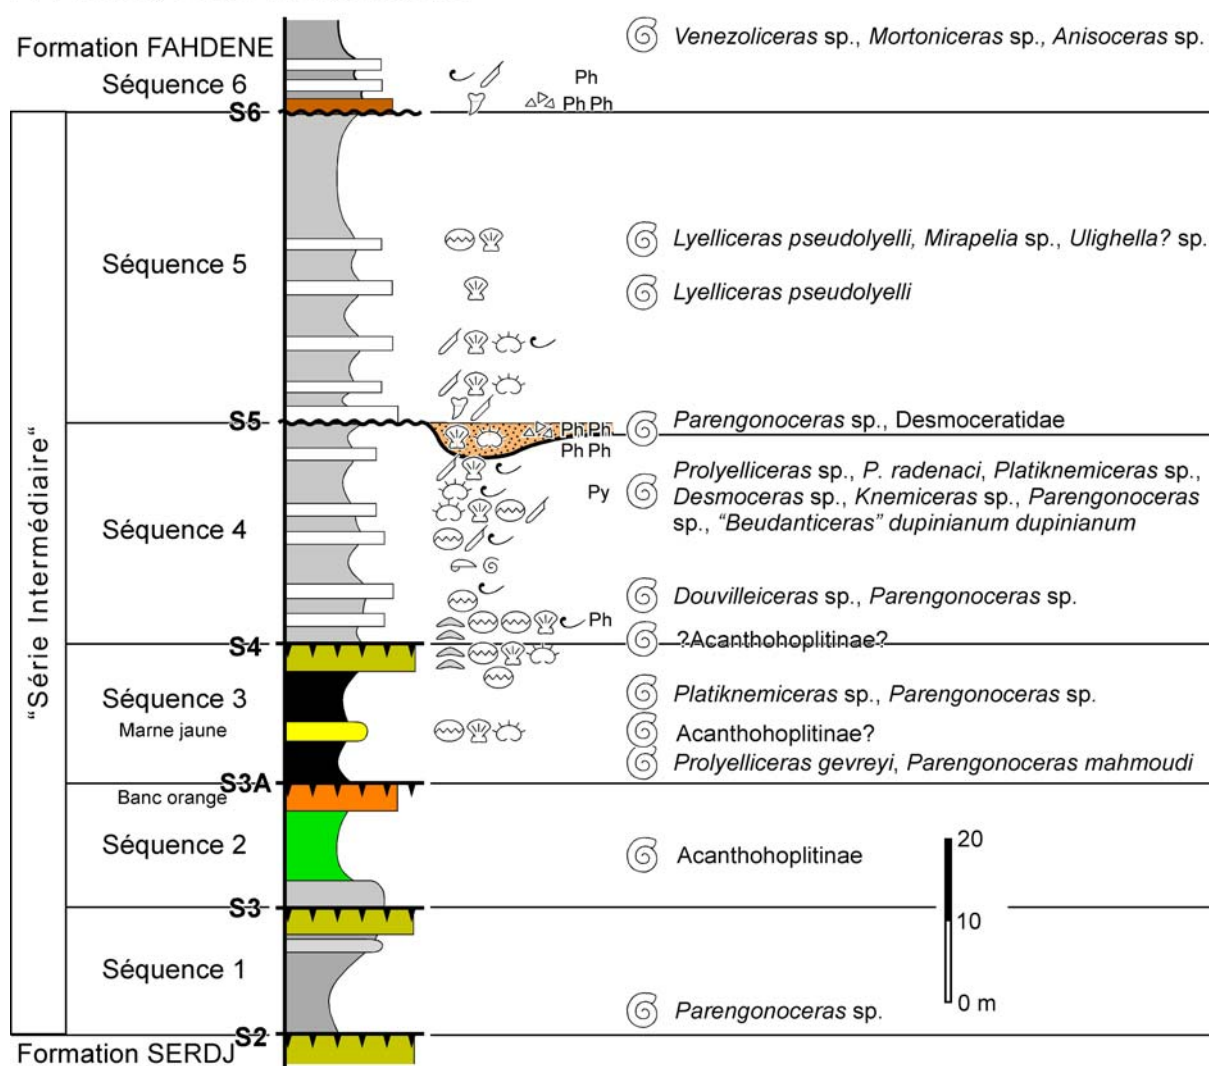 Formation FAHDENE
Venezoliceras sp., Mortoniceras sp., Anisoceras sp.
Séquence 6
Ph
Ph Ph
S6
"Série Intermédiaire"
Séquence 5
Lyelliceras pseudolyelli, Mirapelia sp., Ulighella? sp.
Lyelliceras pseudolyelli
S5
Parengonoceras sp., Desmoceratidae
Ph Ph
Ph Ph
Séquence 4
Prolyelliceras sp., P. radenaci, Platiknemiceras sp.,
Desmoceras sp., Knemiceras sp., Parengonoceras
sp., "Beudanticeras" dupinianum dupinianum
Py
Douvilleiceras sp., Parengonoceras sp.
Ph
S4
?Acanthohoplitinae?
Séquence 3
Platiknemiceras sp., Parengonoceras sp.
Marne jaune
Acanthohoplitinae?
Prolyelliceras gevreyi, Parengonoceras mahmoudi
S3A
Banc orange
Séquence 2
Acanthohoplitinae
20
10
0 m
S3
Séquence 1
Parengonoceras sp.
S2
Formation SERDJ